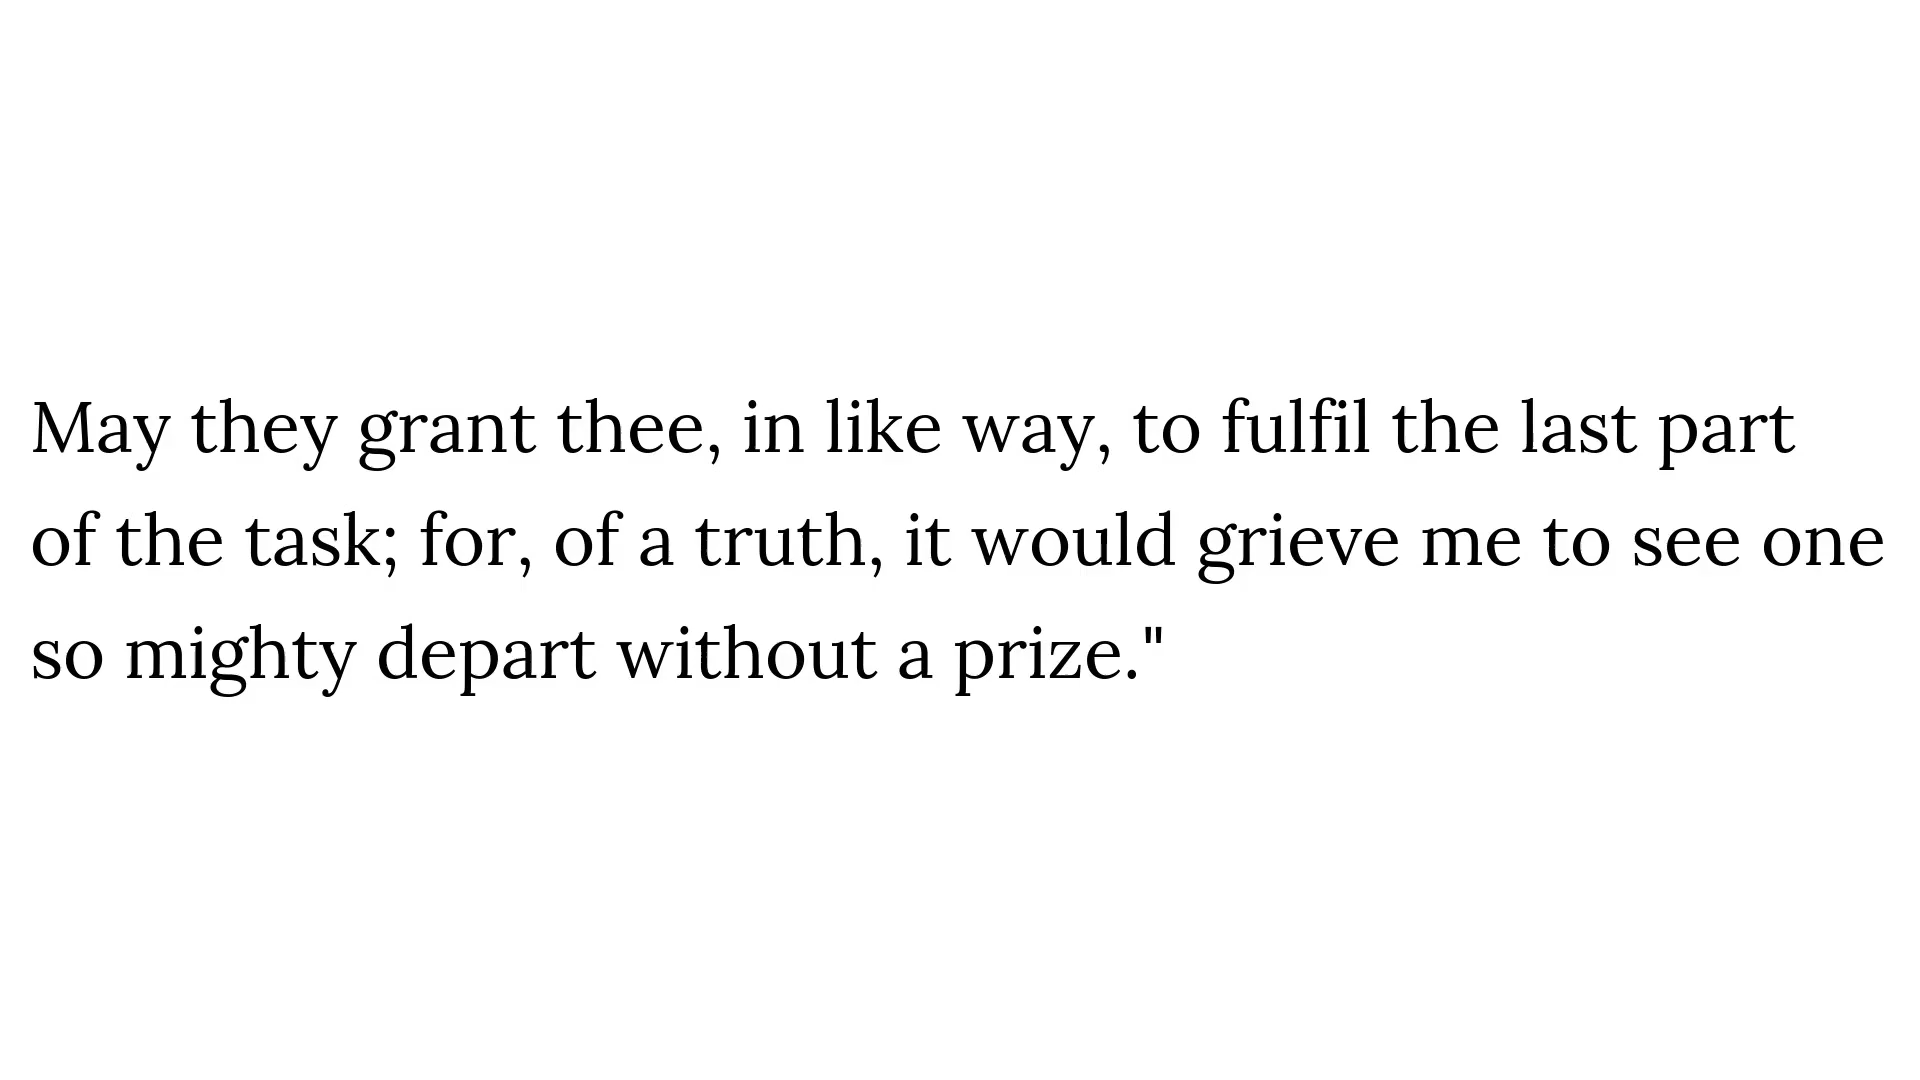 May they grant thee, in like way, to fulfil the last part
of the task; for, of a truth, it would grieve me to see one
so mighty depart without a prize."